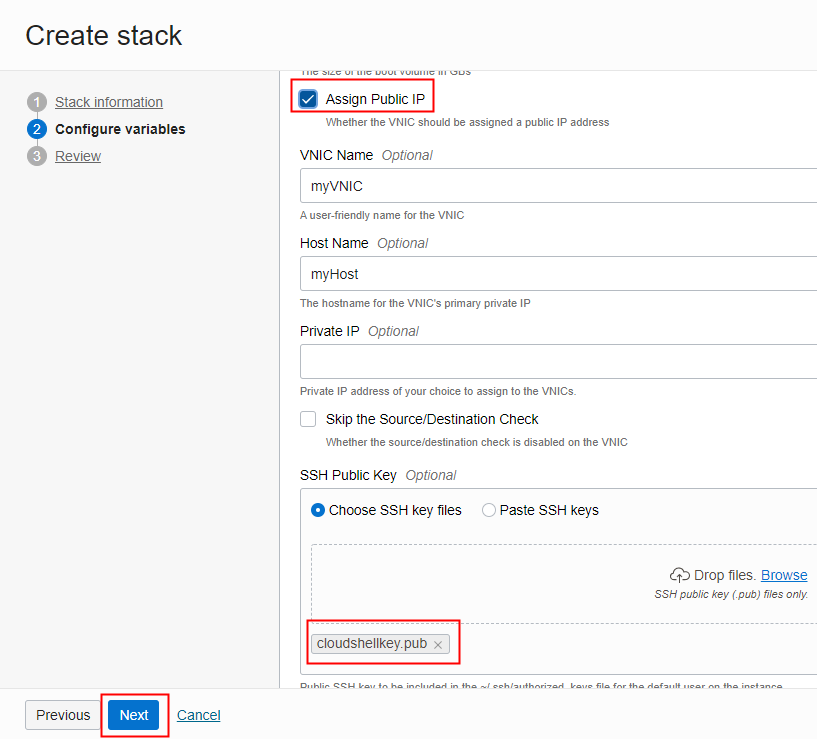 Create stack
1 Stack information
2 Configure variables
3 Review
The size of the boot volume in GBs
Assign Public IP
Whether the VNIC should be assigned a public IP address
VNIC Name Optional
myVNIC
A user-friendly name for the VNIC
Host Name Optional
myHost
The hostname for the VNIC's primary private IP
Private IP Optional
Private IP address of your choice to assign to the VNICs.
Skip the Source/Destination Check
Whether the source/destination check is disabled on the VNIC
SSH Public Key Optional
Choose SSH key files Paste SSH keys
Drop files. Browse
SSH public key (.pub) files only.
cloudshellkey.pub ×
Public SSH key to be included in the ~/.ssh/authorized_keys file for the default user on the instance.
Previous Next Cancel